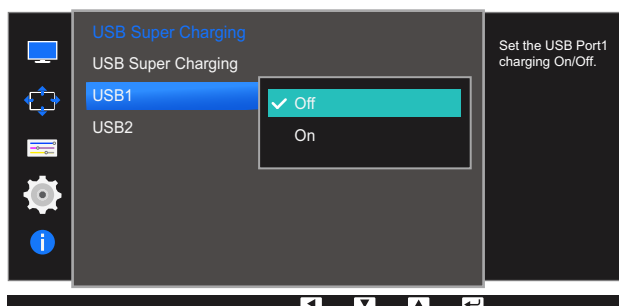 USB Super Charging
USB Super Charging
USB1
USB2
Off
On
Set the USB Port1
charging On/Off.